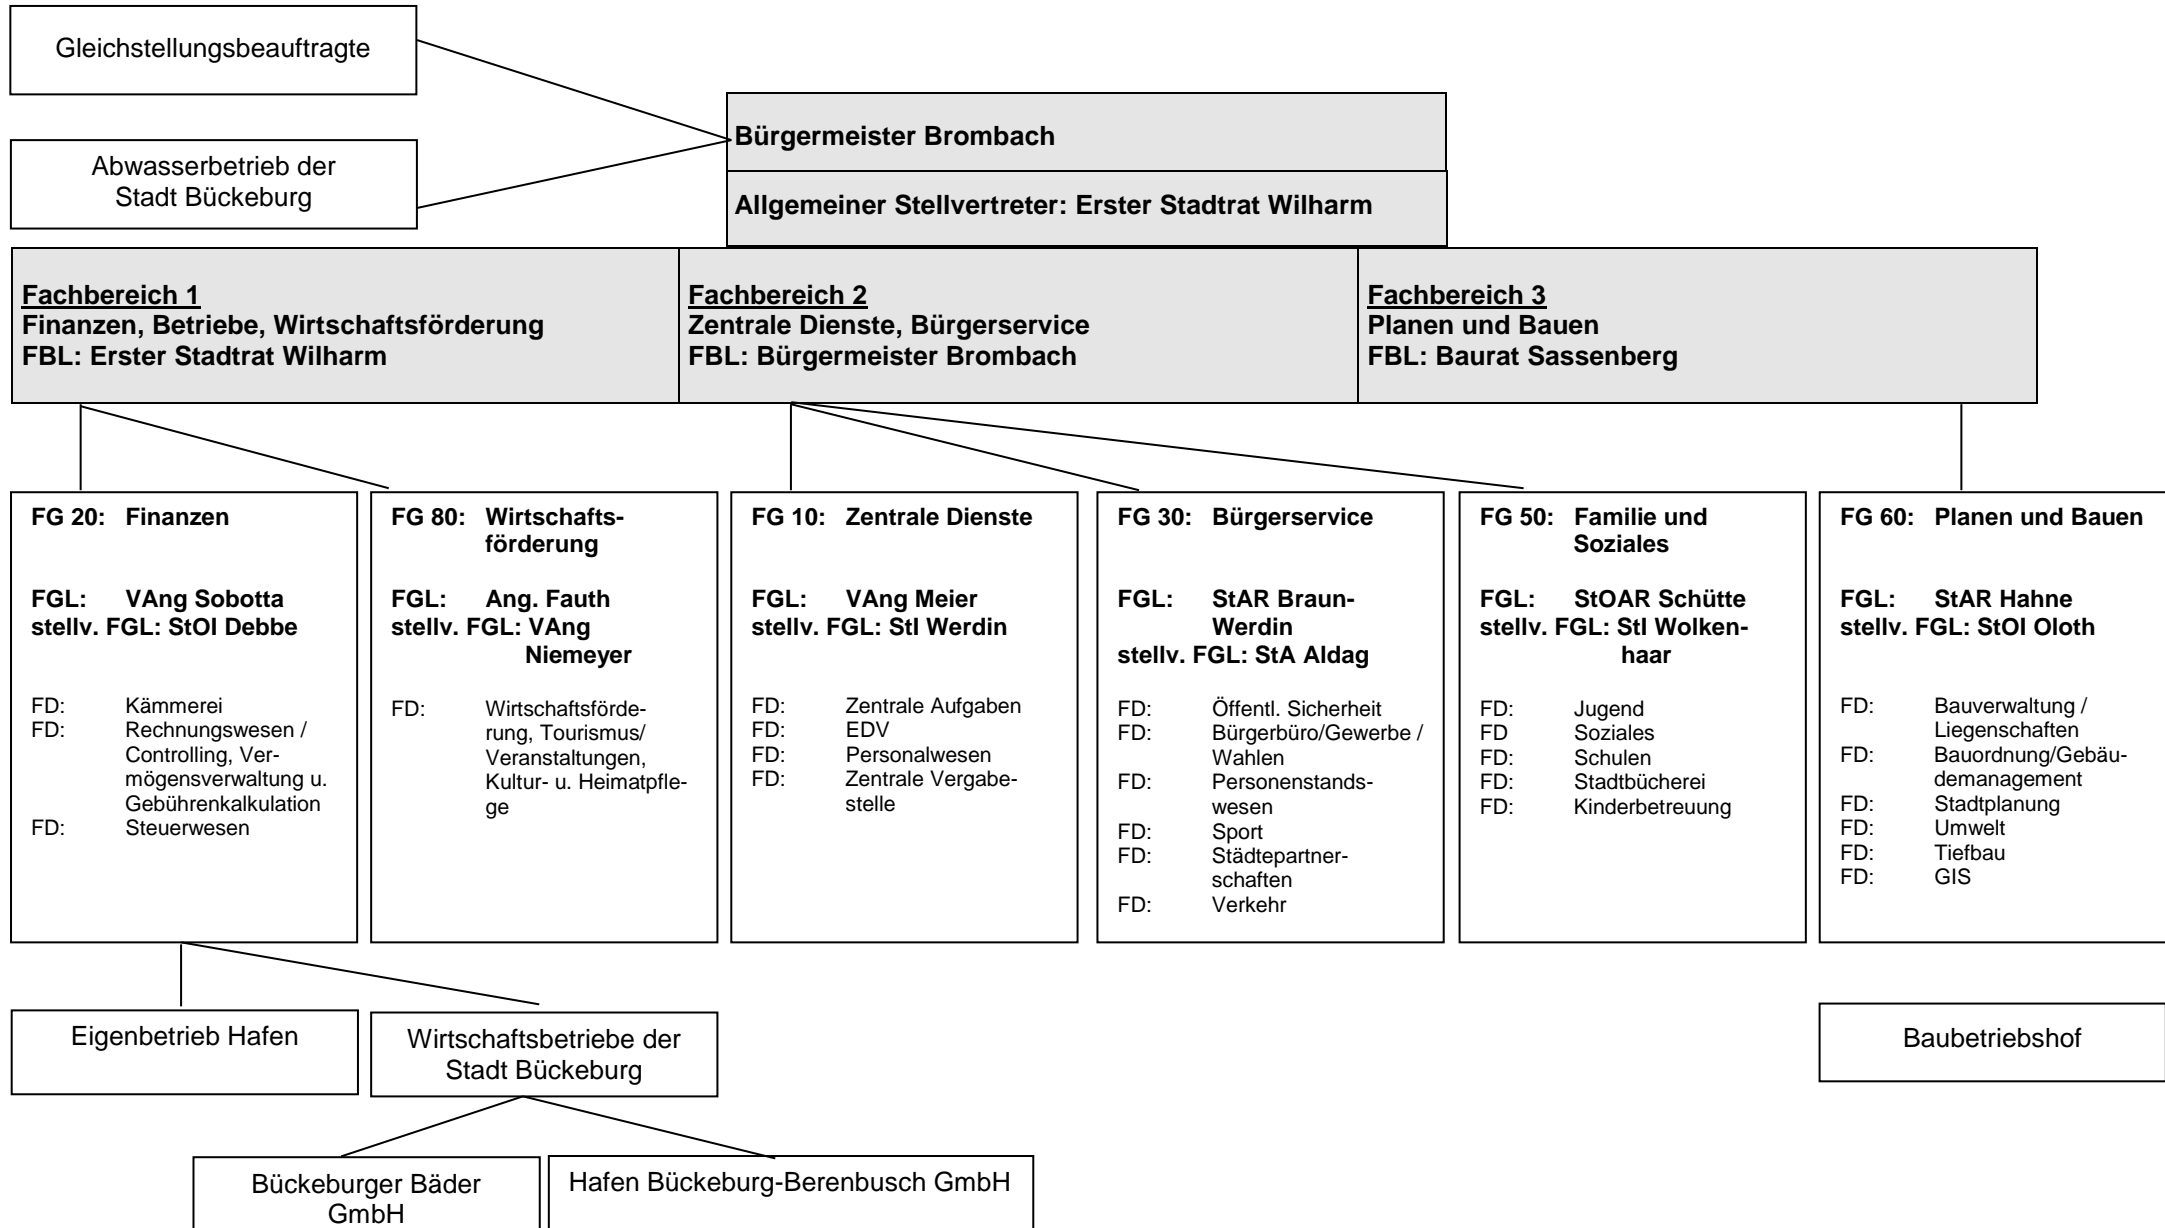 Gleichstellungsbeauftragte
Abwasserbetrieb der
Stadt Bückeburg
Bürgermeister Brombach
Allgemeiner Stellvertreter: Erster Stadtrat Wilharm
Fachbereich 1
Finanzen, Betriebe, Wirtschaftsförderung
FBL: Erster Stadtrat Wilharm
Fachbereich 2
Zentrale Dienste, Bürgerservice
FBL: Bürgermeister Brombach
Fachbereich 3
Planen und Bauen
FBL: Baurat Sassenberg
FG 20: Finanzen
FGL: VAng Sobotta
stellv. FGL: StOI Debbe
FD: Kämmerei
FD: Rechnungswesen /
Controlling, Ver-
mögensverwaltung u.
Gebührenkalkulation
FD: Steuerwesen
FG 80: Wirtschafts-
förderung
FGL: Ang. Fauth
stellv. FGL: VAng
Niemeyer
FD: Wirtschaftsförde-
rung, Tourismus/
Veranstaltungen,
Kultur- u. Heimatpfle-
ge
FG 10: Zentrale Dienste
FGL: VAng Meier
stellv. FGL: StI Werdin
FD: Zentrale Aufgaben
FD: EDV
FD: Personalwesen
FD: Zentrale Vergabe-
stelle
FG 30: Bürgerservice
FGL: StAR Braun-
Werdin
stellv. FGL: StA Aldag
FD: Öffentl. Sicherheit
FD: Bürgerbüro/Gewerbe /
Wahlen
FD: Personenstands-
wesen
FD: Sport
FD: Städtepartner-
schaften
FD: Verkehr
FG 50: Familie und
Soziales
FGL: StOAR Schütte
stellv. FGL: StI Wolken-
haar
FD: Jugend
FD Soziales
FD: Schulen
FD: Stadtbücherei
FD: Kinderbetreuung
FG 60: Planen und Bauen
FGL: StAR Hahne
stellv. FGL: StOI Oloth
FD: Bauverwaltung /
Liegenschaften
FD: Bauordnung/Gebäu-
demanagement
FD: Stadtplanung
FD: Umwelt
FD: Tiefbau
FD: GIS
Eigenbetrieb Hafen
Wirtschaftsbetriebe der
Stadt Bückeburg
Baubetriebshof
Bückeburger Bäder
GmbH
Hafen Bückeburg-Berenbusch GmbH